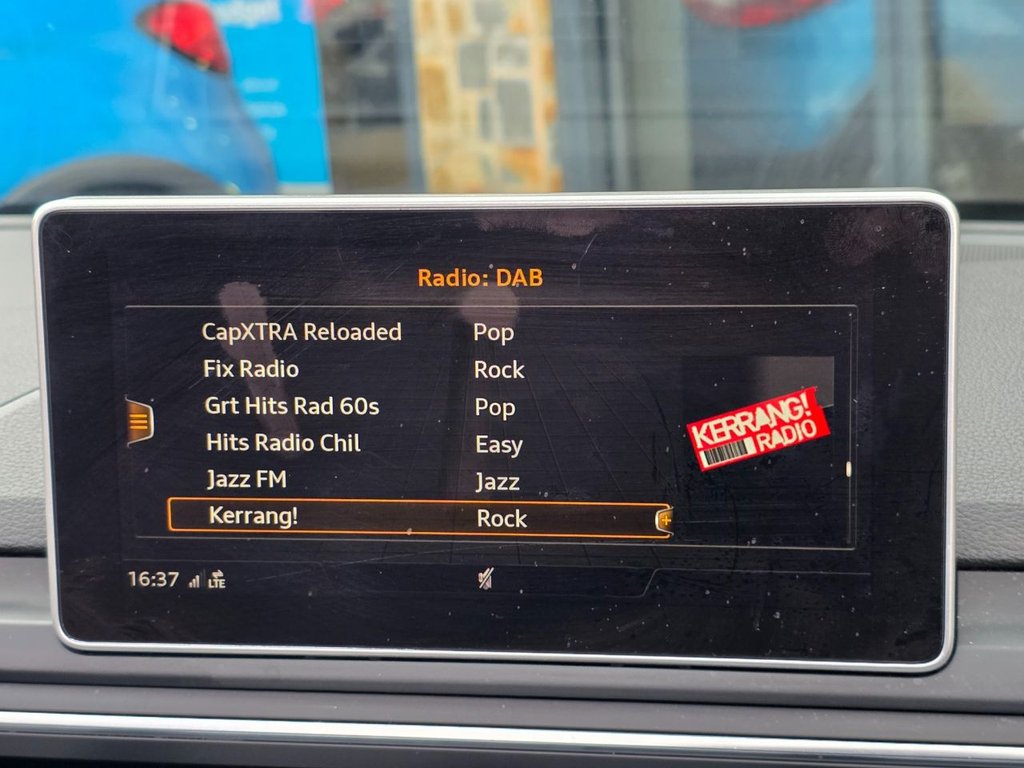 Radio: DAB
CapXTRA Reloaded Pop
Fix Radio Rock
Grt Hits Rad 60s Pop
Hits Radio Chil Easy
Jazz FM Jazz
Kerrang! Rock
KERRANG!
RADIO
16:37 LTE